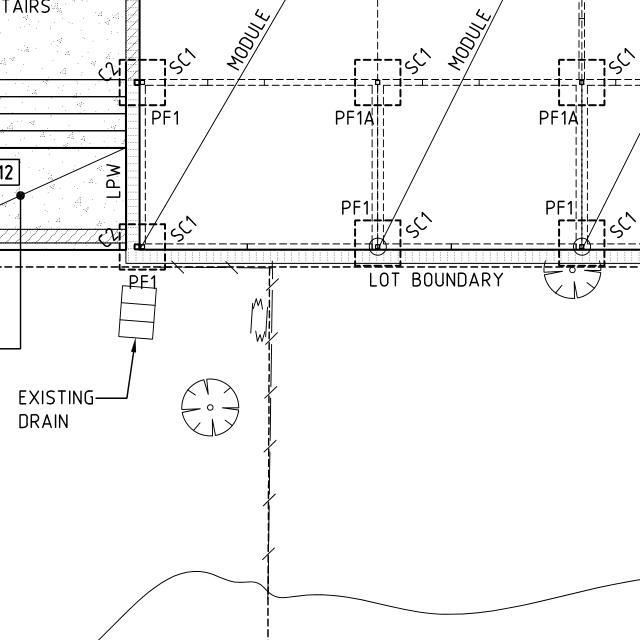 TAIRS
C2
SC1
MODULE
SC1
MODULE
SC1
PF1
PF1A
PF1A
12
LPW
PF1
PF1
C2
SC1
SC1
SC1
PF1
LOT BOUNDARY
W
W
EXISTING
DRAIN